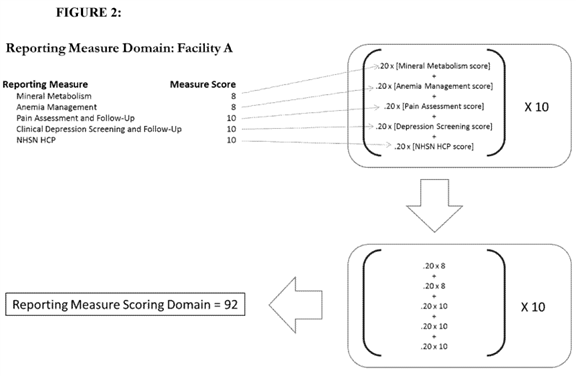 FIGURE 2:
Reporting Measure Domain: Facility A
Reporting Measure Measure Score
Mineral Metabolism 8
Anemia Management 8
Pain Assessment and Follow-Up 10
Clinical Depression Screening and Follow-Up 10
NHSN HCP 10
.20 x [Mineral Metabolism score]
+
.20 x [Anemia Management score]
+
.20 x [Pain Assessment score]
+
.20 x [Depression Screening score]
+
.20 x [NHSN HCP score]
X 10
.20 x 8
+
.20 x 8
+
.20 x 10
+
.20 x 10
+
.20 x 10
X 10
Reporting Measure Scoring Domain = 92